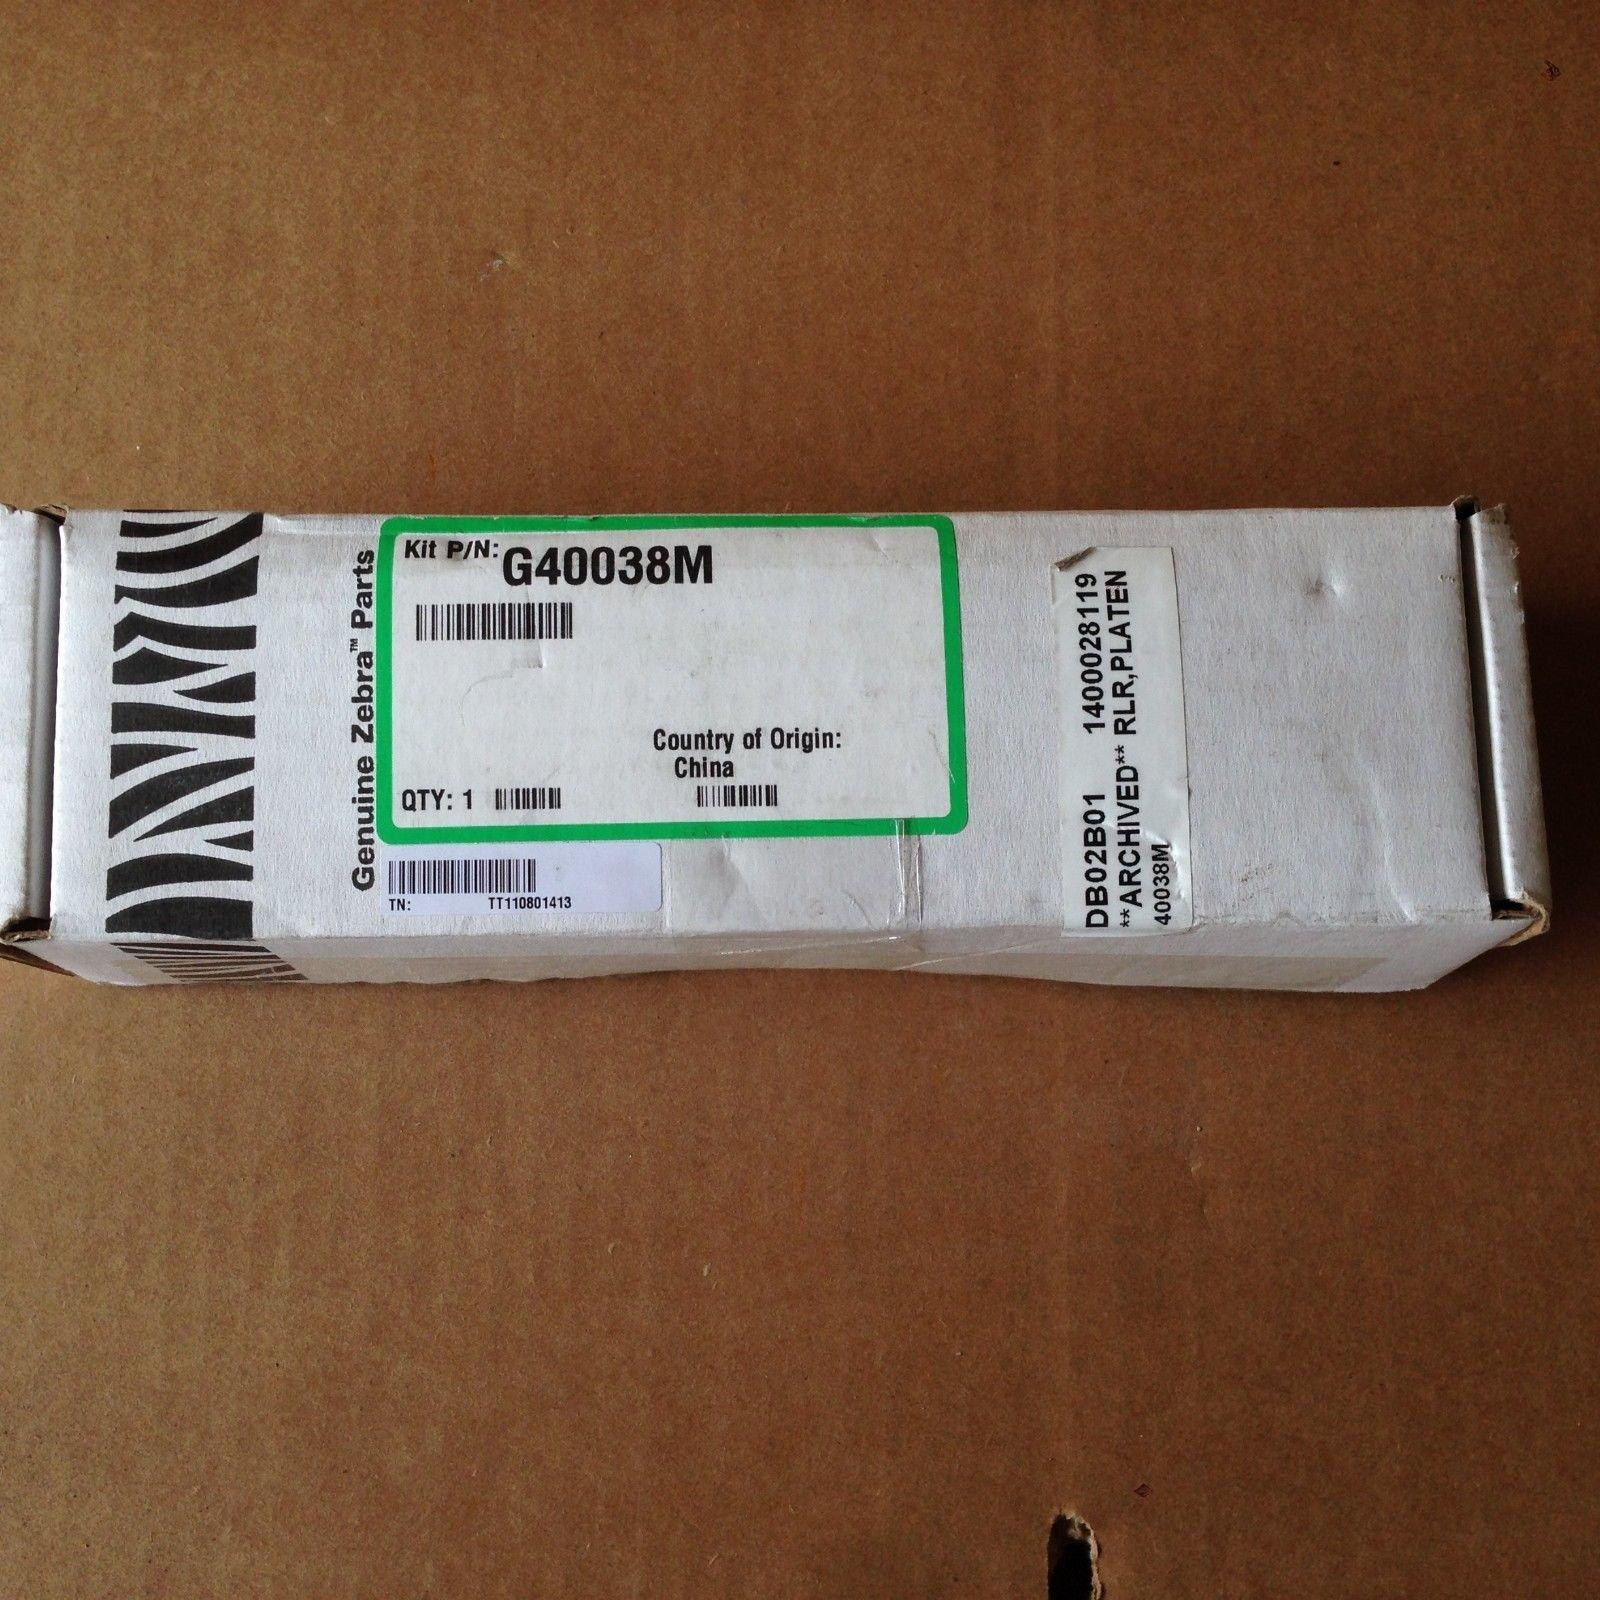 Genuine Zebra™ Parts
Kit P/N: G40038M
Country of Origin:
China
QTY: 1
TN: TT110801413
DB02B01 1400028119
**ARCHIVED** RLR,PLATEN
40038M